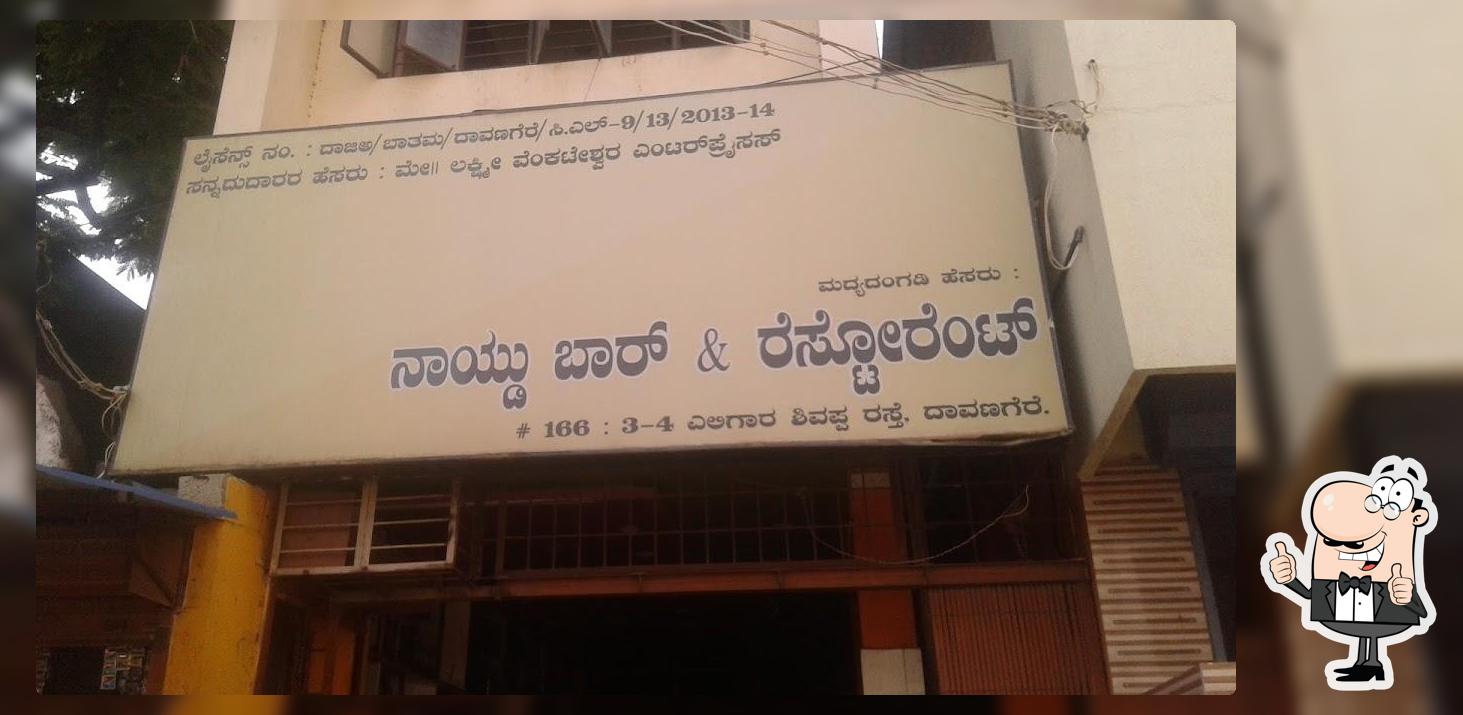 ಲೈಸೆನ್ಸ್ ನಂ. : ದಾಜಿಅ/ಬಾತಮ/ದಾವಣಗೆರೆ/ಸಿ.ಎಲ್-9/13/2013-14
ಸನ್ನದುದಾರರ ಹೆಸರು : ಮೇ॥ ಲಕ್ಷ್ಮೀ ವೆಂಕಟೇಶ್ವರ ಎಂಟರ್‌ಪ್ರೈಸಸ್
ಮದ್ಯದಂಗಡಿ ಹೆಸರು :
ನಾಯ್ಡು ಬಾರ್ & ರೆಸ್ಟೋರೆಂಟ್
# 166 : 3-4 ಎಲಿಗಾರ ಶಿವಪ್ಪ ರಸ್ತೆ, ದಾವಣಗೆರೆ.